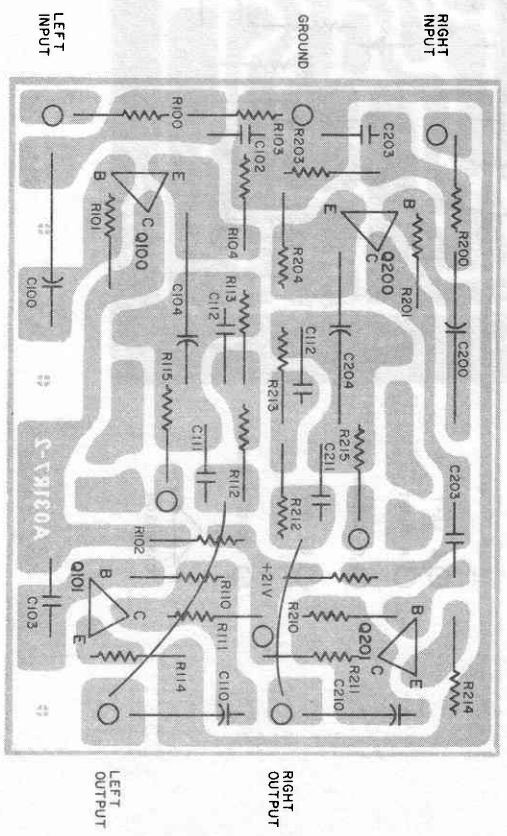 LEFT
INPUT
GROUND
RIGHT
INPUT
R100
R103
C102
R203
C203
R200
B
E
C
Q100
R101
R104
E
B
C
Q200
R201
R204
C100
C104
R113
C112
C112
R213
C204
C200
R115
C111
R112
C211
R212
R215
C203
A031R7-2
R102
+21V
Q101
B
C
E
C103
R110
R111
R114
C110
R210
R211
C210
Q201
B
C
E
R214
LEFT
OUTPUT
RIGHT
OUTPUT